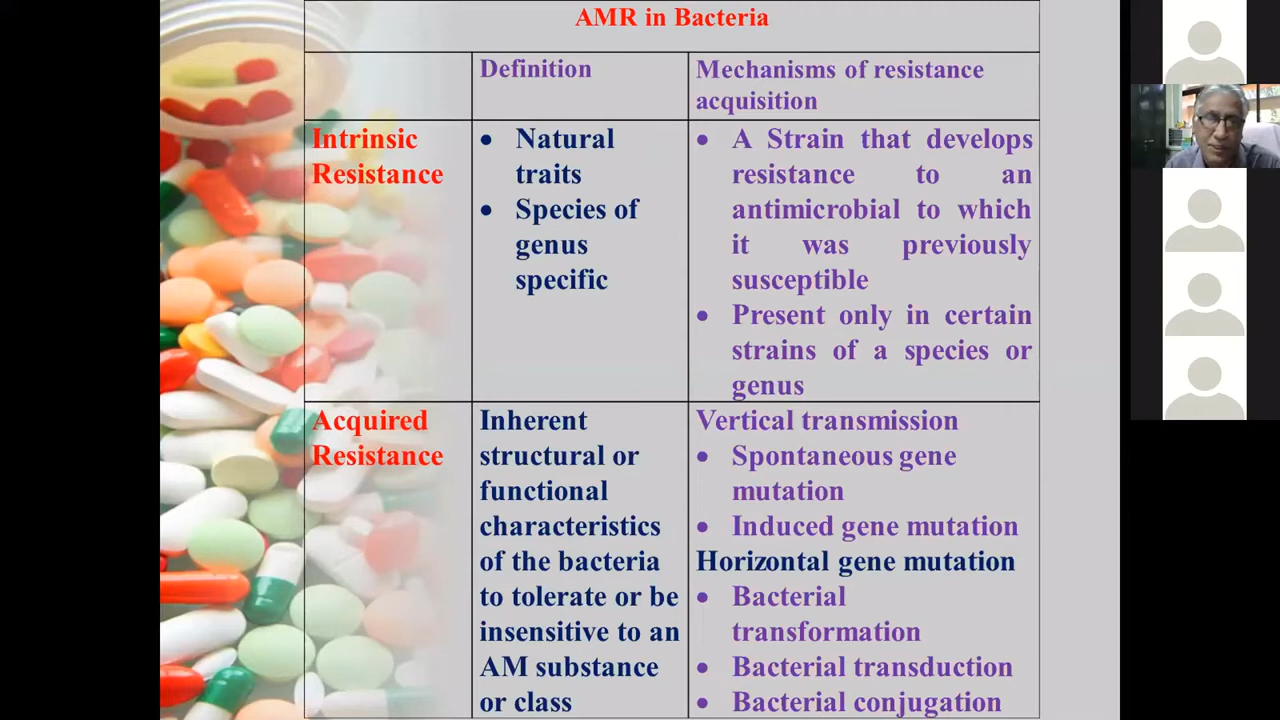 AMR in Bacteria
Definition
Mechanisms of resistance
acquisition
Intrinsic
Resistance
• Natural
traits
• Species of
genus
specific
• A Strain that develops
resistance to an
antimicrobial to which
it was previously
susceptible
• Present only in certain
strains of a species or
genus
Acquired
Resistance
Inherent
structural or
functional
characteristics
of the bacteria
to tolerate or be
insensitive to an
AM substance
or class
Vertical transmission
• Spontaneous gene
mutation
• Induced gene mutation
Horizontal gene mutation
• Bacterial
transformation
• Bacterial transduction
• Bacterial conjugation